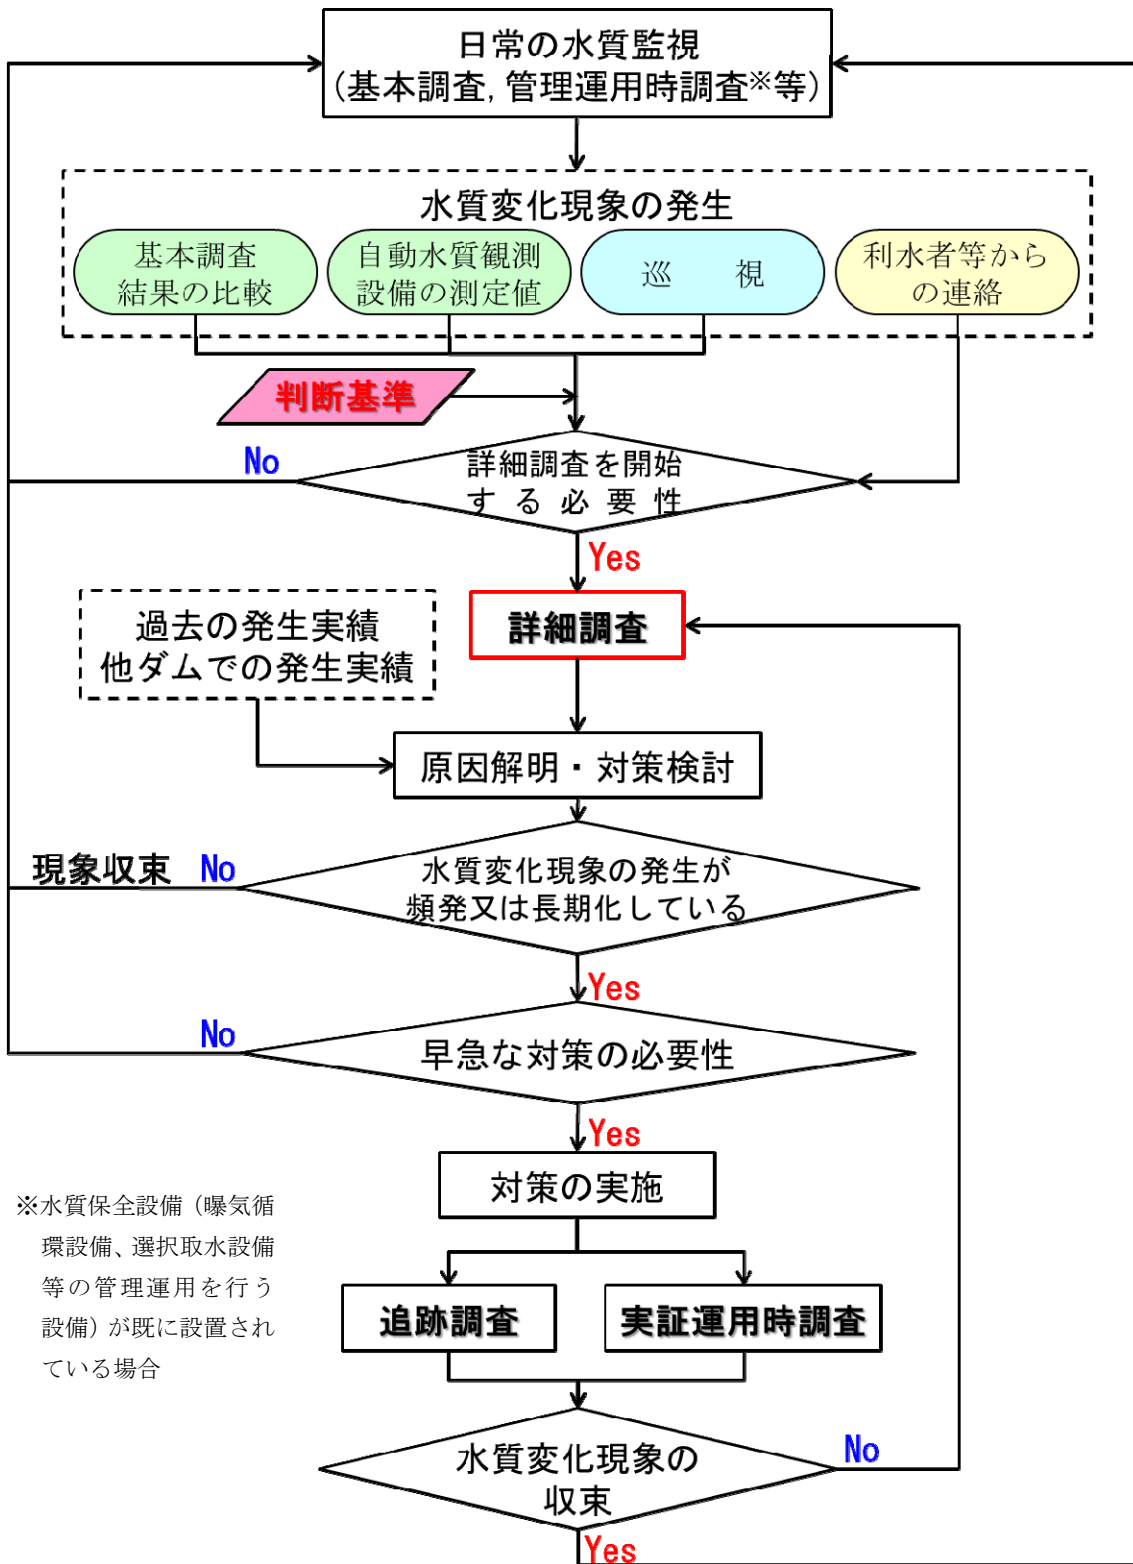 日常の水質監視
(基本調査,管理運用時調査※等)
水質変化現象の発生
基本調査
結果の比較
自動水質観測
設備の測定値
巡　視
利水者等から
の連絡
判断基準
No
詳細調査を開始
する必要性
Yes
過去の発生実績
他ダムでの発生実績
詳細調査
原因解明・対策検討
現象収束 No
水質変化現象の発生が
頻発又は長期化している
Yes
No
早急な対策の必要性
Yes
対策の実施
※水質保全設備（曝気循
環設備、選択取水設備
等の管理運用を行う
設備）が既に設置され
ている場合
追跡調査
実証運用時調査
水質変化現象の
収束
No
Yes